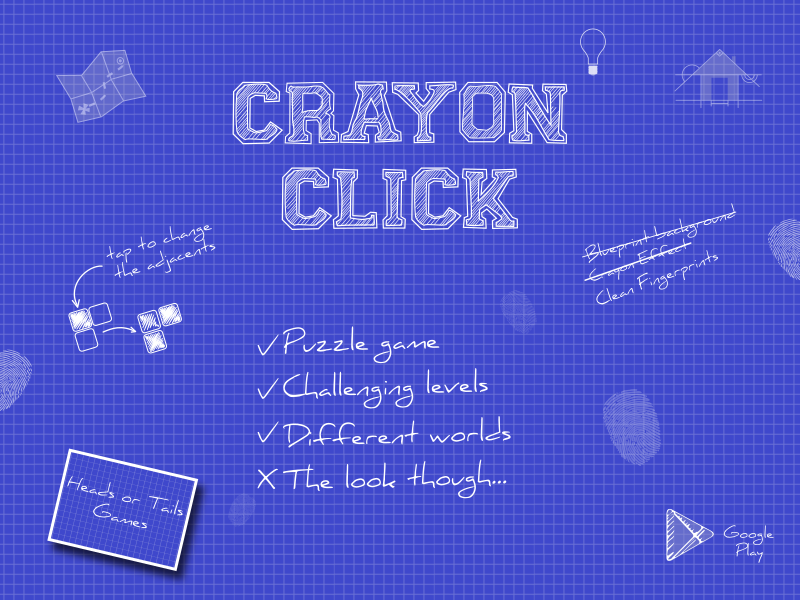 CRAYON
CLICK
tap to change
the adjacents
Blueprint background
Crayon Effect
Clean Fingerprints
✓ Puzzle game
✓ Challenging levels
✓ Different worlds
X The look though...
Heads or Tails
Games
Google
Play